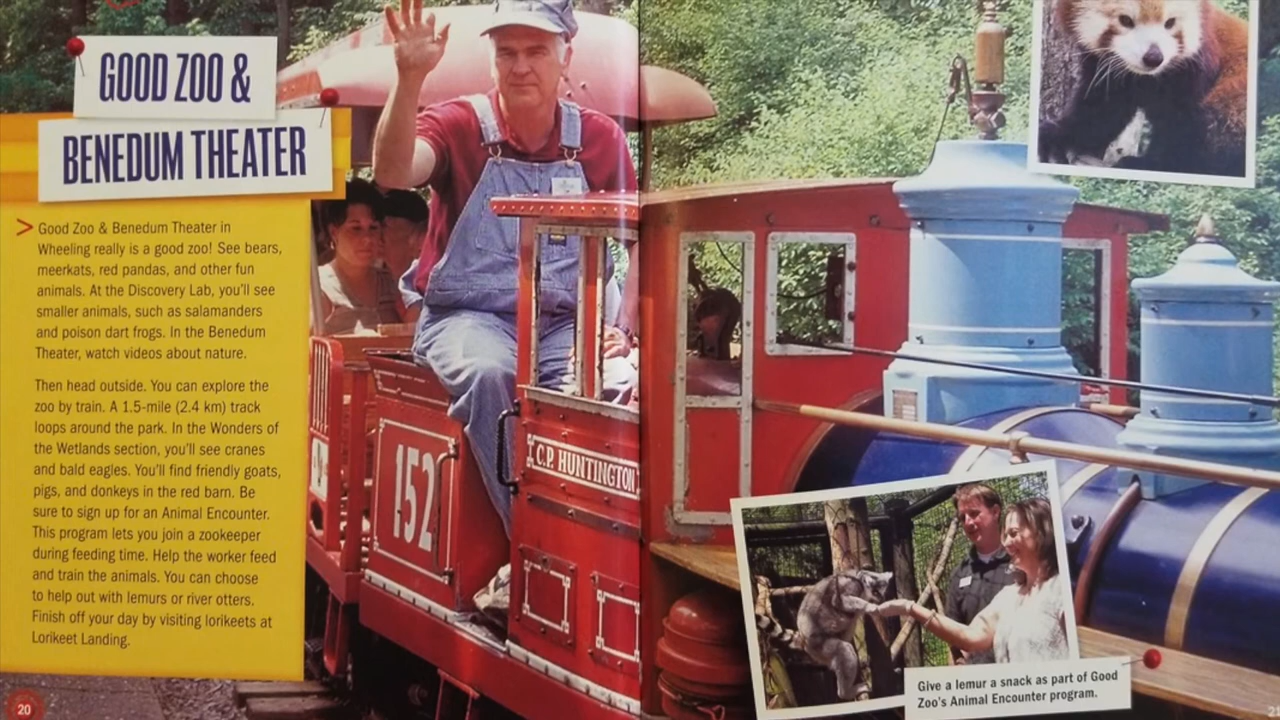 GOOD ZOO &
BENEDUM THEATER
> Good Zoo & Benedum Theater in
Wheeling really is a good zoo! See bears,
meerkats, red pandas, and other fun
animals. At the Discovery Lab, you'll see
smaller animals, such as salamanders
and poison dart frogs. In the Benedum
Theater, watch videos about nature.
Then head outside. You can explore the
zoo by train. A 1.5-mile (2.4 km) track
loops around the park. In the Wonders of
the Wetlands section, you'll see cranes
and bald eagles. You'll find friendly goats,
pigs, and donkeys in the red barn. Be
sure to sign up for an Animal Encounter.
This program lets you join a zookeeper
during feeding time. Help the worker feed
and train the animals. You can choose
to help out with lemurs or river otters.
Finish off your day by visiting lorikeets at
Lorikeet Landing.
152
C.P. HUNTINGTON
Give a lemur a snack as part of Good
Zoo's Animal Encounter program.
20